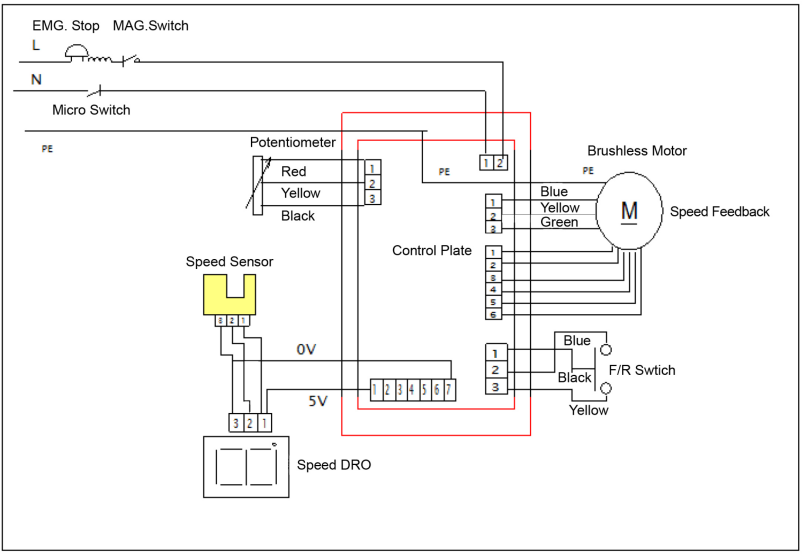 EMG. Stop MAG.Switch
L
N
Micro Switch
PE
Potentiometer
Red
Yellow
Black
1
2
3
1 2
PE
PE
Brushless Motor
Blue
Yellow
Green
1
2
3
M
Speed Feedback
Control Plate
1
2
3
4
5
6
Speed Sensor
3 2 1
0V
5V
1 2 3 4 5 6 7
1
2
3
Blue
Black
Yellow
F/R Swtich
3 2 1
Speed DRO